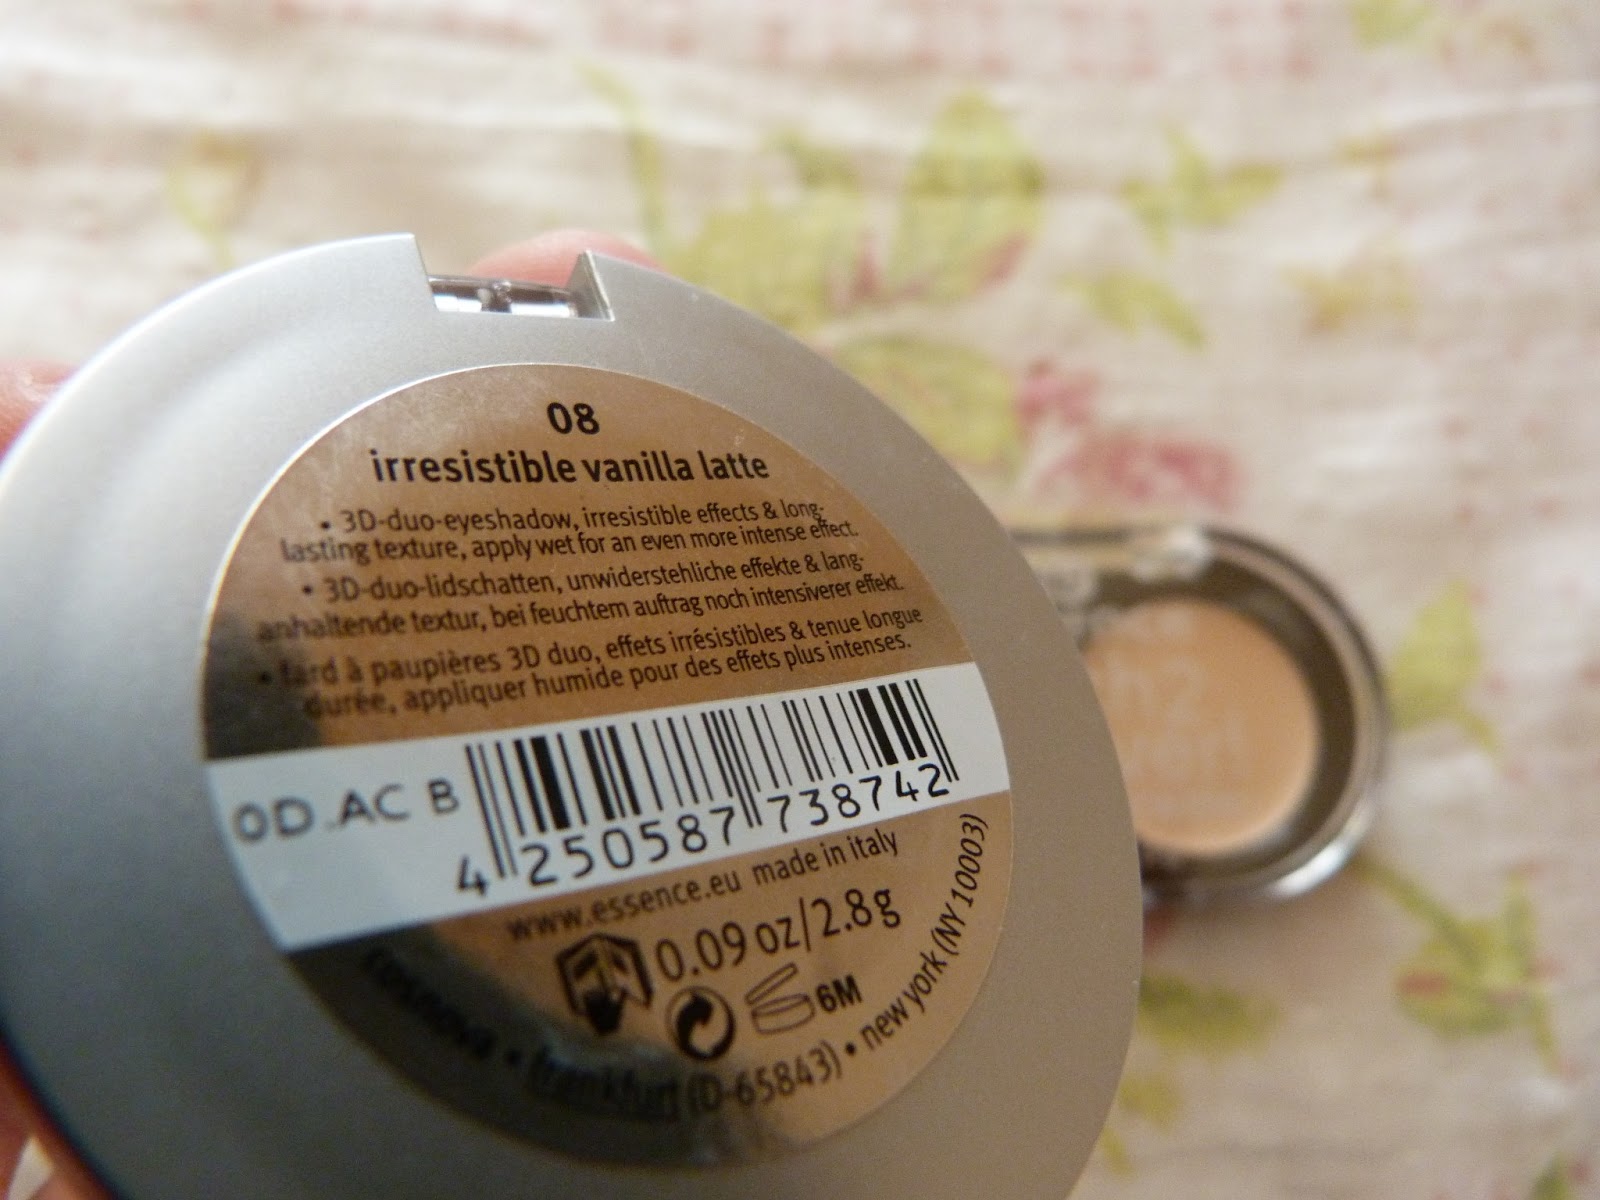 08
irresistible vanilla latte
• 3D-duo-eyeshadow, irresistible effects & long-
lasting texture, apply wet for an even more intense effect.
• 3D-duo-lidschatten, unwiderstehliche effekte & lang-
anhaltende textur, bei feuchtem auftrag noch intensiverer effekt.
• fard à paupières 3D duo, effets irrésistibles & tenue longue
durée, appliquer humide pour des effets plus intenses.
0D.AC B
4 250587 738742
www.essence.eu made in italy
0.09 oz/2.8g
6M
cosnova • frankfurt (D-65843) • new york (NY 10003)